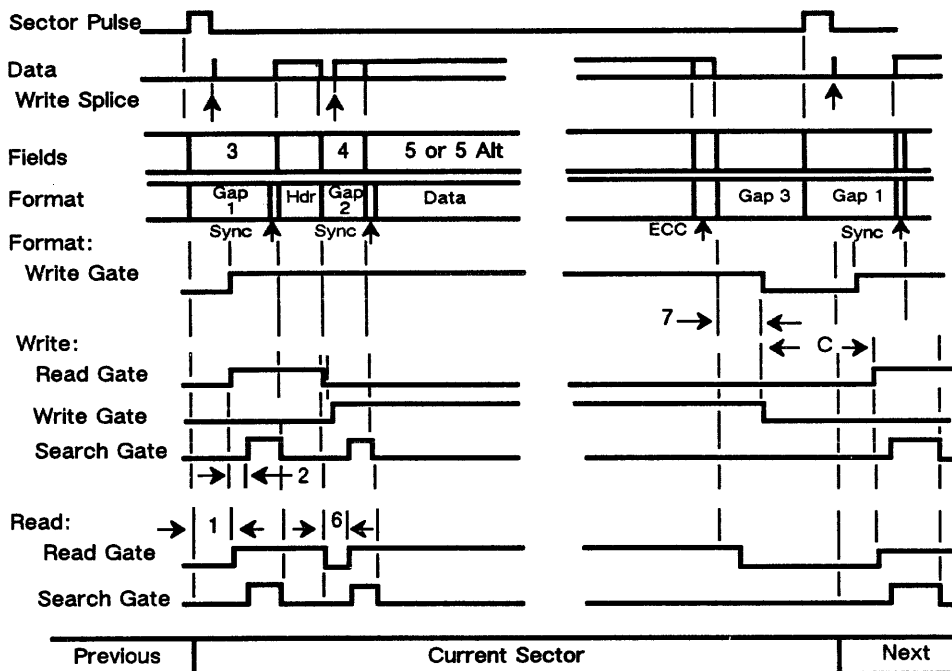 Sector Pulse
Data
Write Splice
Fields 3 4 5 or 5 Alt
Format Gap 1 Hdr Gap 2 Data Gap 3 Gap 1
Sync Sync ECC Sync
Format:
Write Gate
7
Write: C
Read Gate
Write Gate
Search Gate
2
Read: 1 6
Read Gate
Search Gate
Previous Current Sector Next